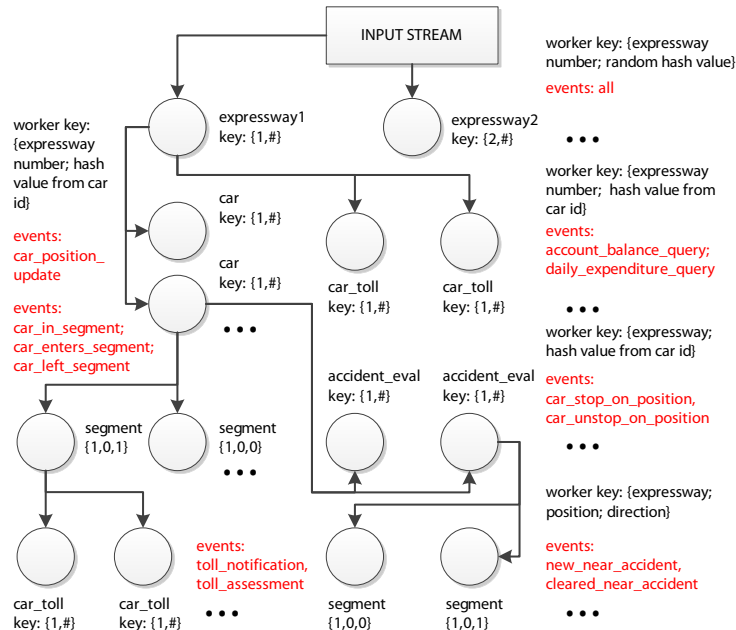 INPUT STREAM
worker key: {expressway
number; random hash value}
events: all
expressway1
key: {1,#}
expressway2
key: {2,#}
•••
worker key:
{expressway
number; hash
value from car
id}
events:
car_position_
update
car
key: {1,#}
car
key: {1,#}
•••
worker key: {expressway
number;  hash value from
car id}
events:
account_balance_query;
daily_expenditure_query
•••
car_toll
key: {1,#}
car_toll
key: {1,#}
events:
car_in_segment;
car_enters_segment;
car_left_segment
worker key: {expressway;
hash value from car id}
events:
car_stop_on_position,
car_unstop_on_position
•••
accident_eval
key: {1,#}
accident_eval
key: {1,#}
segment
{1,0,1}
segment
{1,0,0}
•••
worker key: {expressway;
position; direction}
events:
new_near_accident,
cleared_near_accident
•••
events:
toll_notification,
toll_assessment
•••
car_toll
key: {1,#}
car_toll
key: {1,#}
segment
{1,0,0}
segment
{1,0,1}